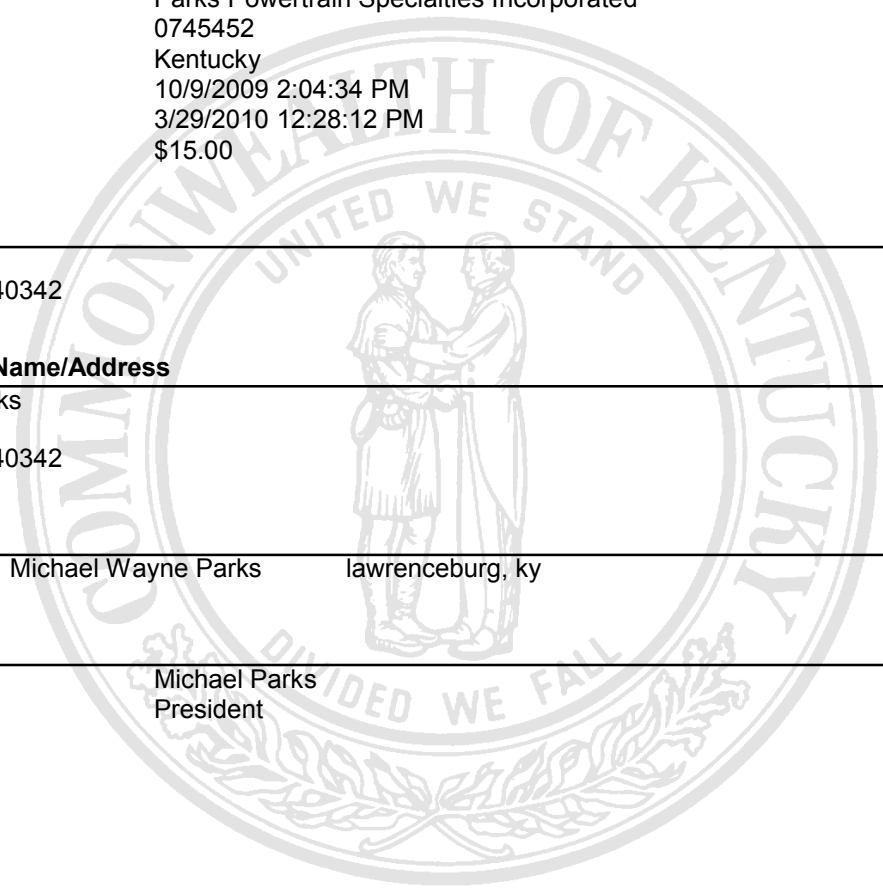 Parks Powertrain Specialties Incorporated
0745452
Kentucky
10/9/2009 2:04:34 PM
3/29/2010 12:28:12 PM
$15.00
40342
Name/Address
ks
40342
Michael Wayne Parks lawrenceburg, ky
Michael Parks
President
COMMONWEALTH OF KENTUCKY
UNITED WE STAND
DIVIDED WE FALL